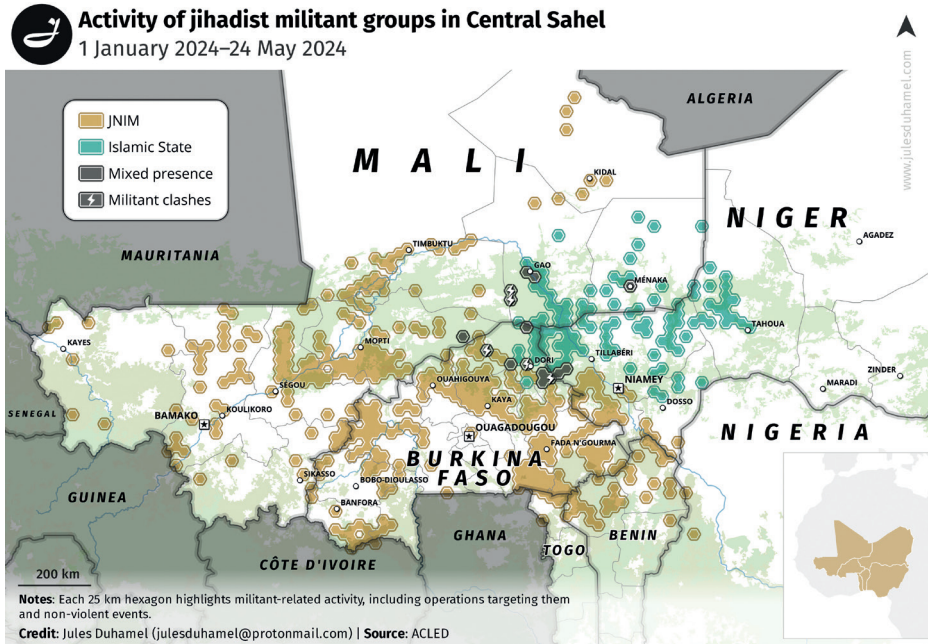 Activity of jihadist militant groups in Central Sahel
1 January 2024–24 May 2024
www.julesduhamel.com
JNIM
Islamic State
Mixed presence
Militant clashes
ALGERIA
MALI
KIDAL
NIGER
MAURITANIA
TIMBUKTU
AGADEZ
GAO
MÉNAKA
KAYES
MOPTI
DORI
TILLABÉRI
TAHOUA
ZINDER
SÉGOU
OUAHIGOUYA
NIAMEY
MARADI
SENEGAL
BAMAKO
KOULIKORO
KAYA
DOSSO
OUAGADOUGOU
NIGERIA
FADA N'GOURMA
BURKINA
FASO
SIKASSO
BOBO-DIOULASSO
GUINEA
BANFORA
GHANA
BENIN
TOGO
CÔTE D'IVOIRE
200 km
Notes: Each 25 km hexagon highlights militant-related activity, including operations targeting them
and non-violent events.
Credit: Jules Duhamel (julesduhamel@protonmail.com) | Source: ACLED